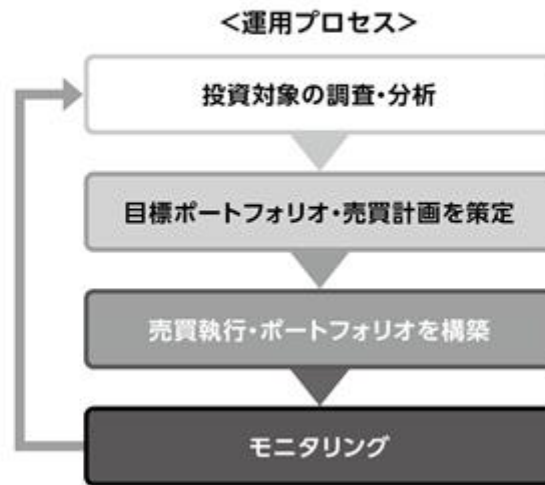 ＜運用プロセス＞
投資対象の調査・分析
目標ポートフォリオ・売買計画を策定
売買執行・ポートフォリオを構築
モニタリング